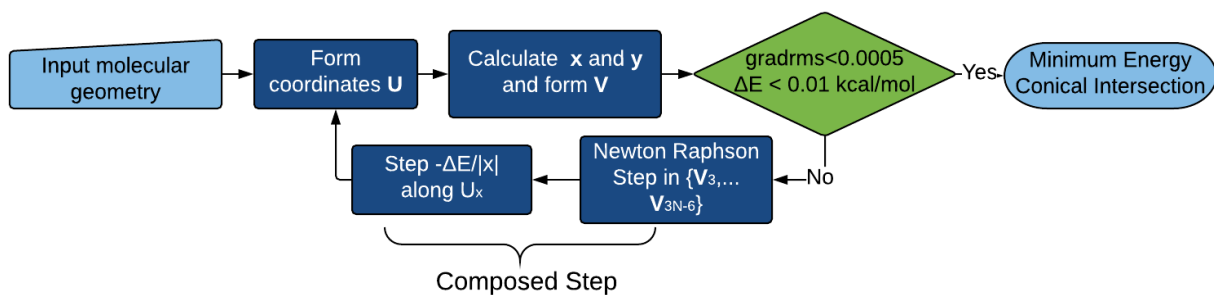 Input molecular
geometry
Form
coordinates U
Calculate x and y
and form V
gradrms<0.0005
ΔE < 0.01 kcal/mol
Yes
Minimum Energy
Conical Intersection
No
Newton Raphson
Step in {V3,...
V3N-6}
Step -ΔE/|x|
along Ux
Composed Step